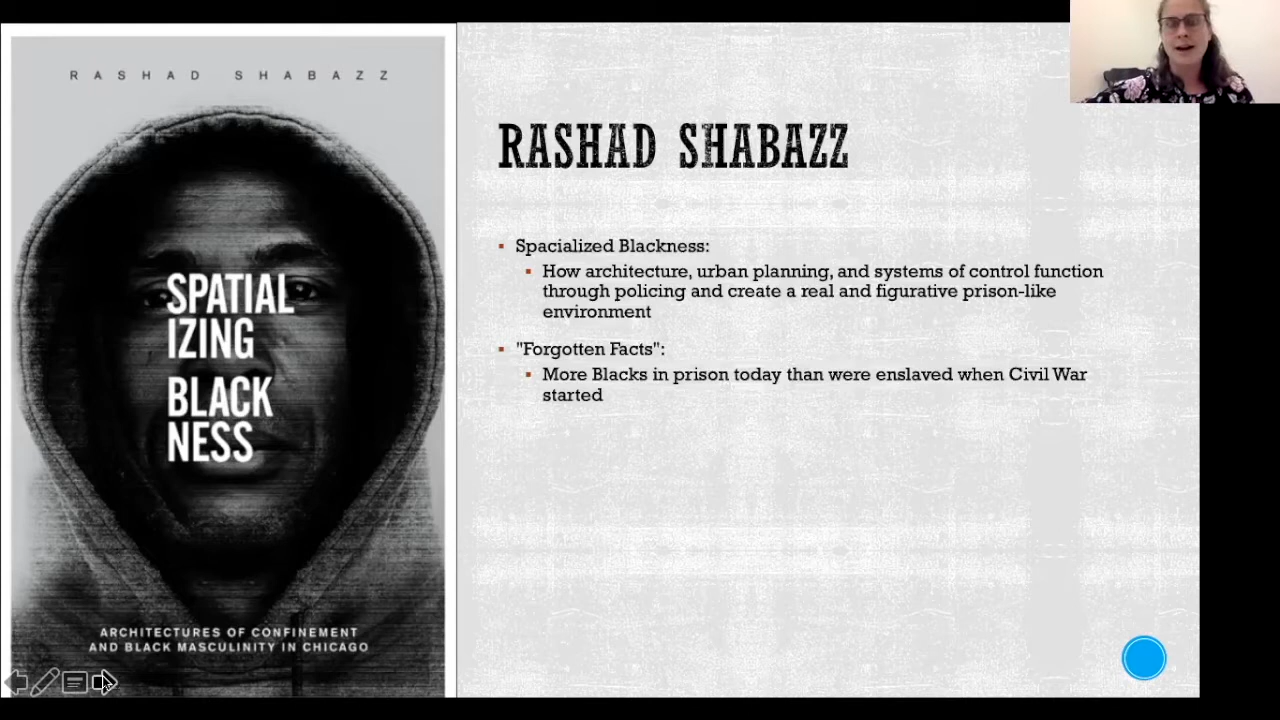 RASHAD SHABAZZ
SPATIAL
IZING
BLACK
NESS
ARCHITECTURES OF CONFINEMENT
AND BLACK MASCULINITY IN CHICAGO
RASHAD SHABAZZ
Spacialized Blackness:
How architecture, urban planning, and systems of control function
through policing and create a real and figurative prison-like
environment
"Forgotten Facts":
More Blacks in prison today than were enslaved when Civil War
started